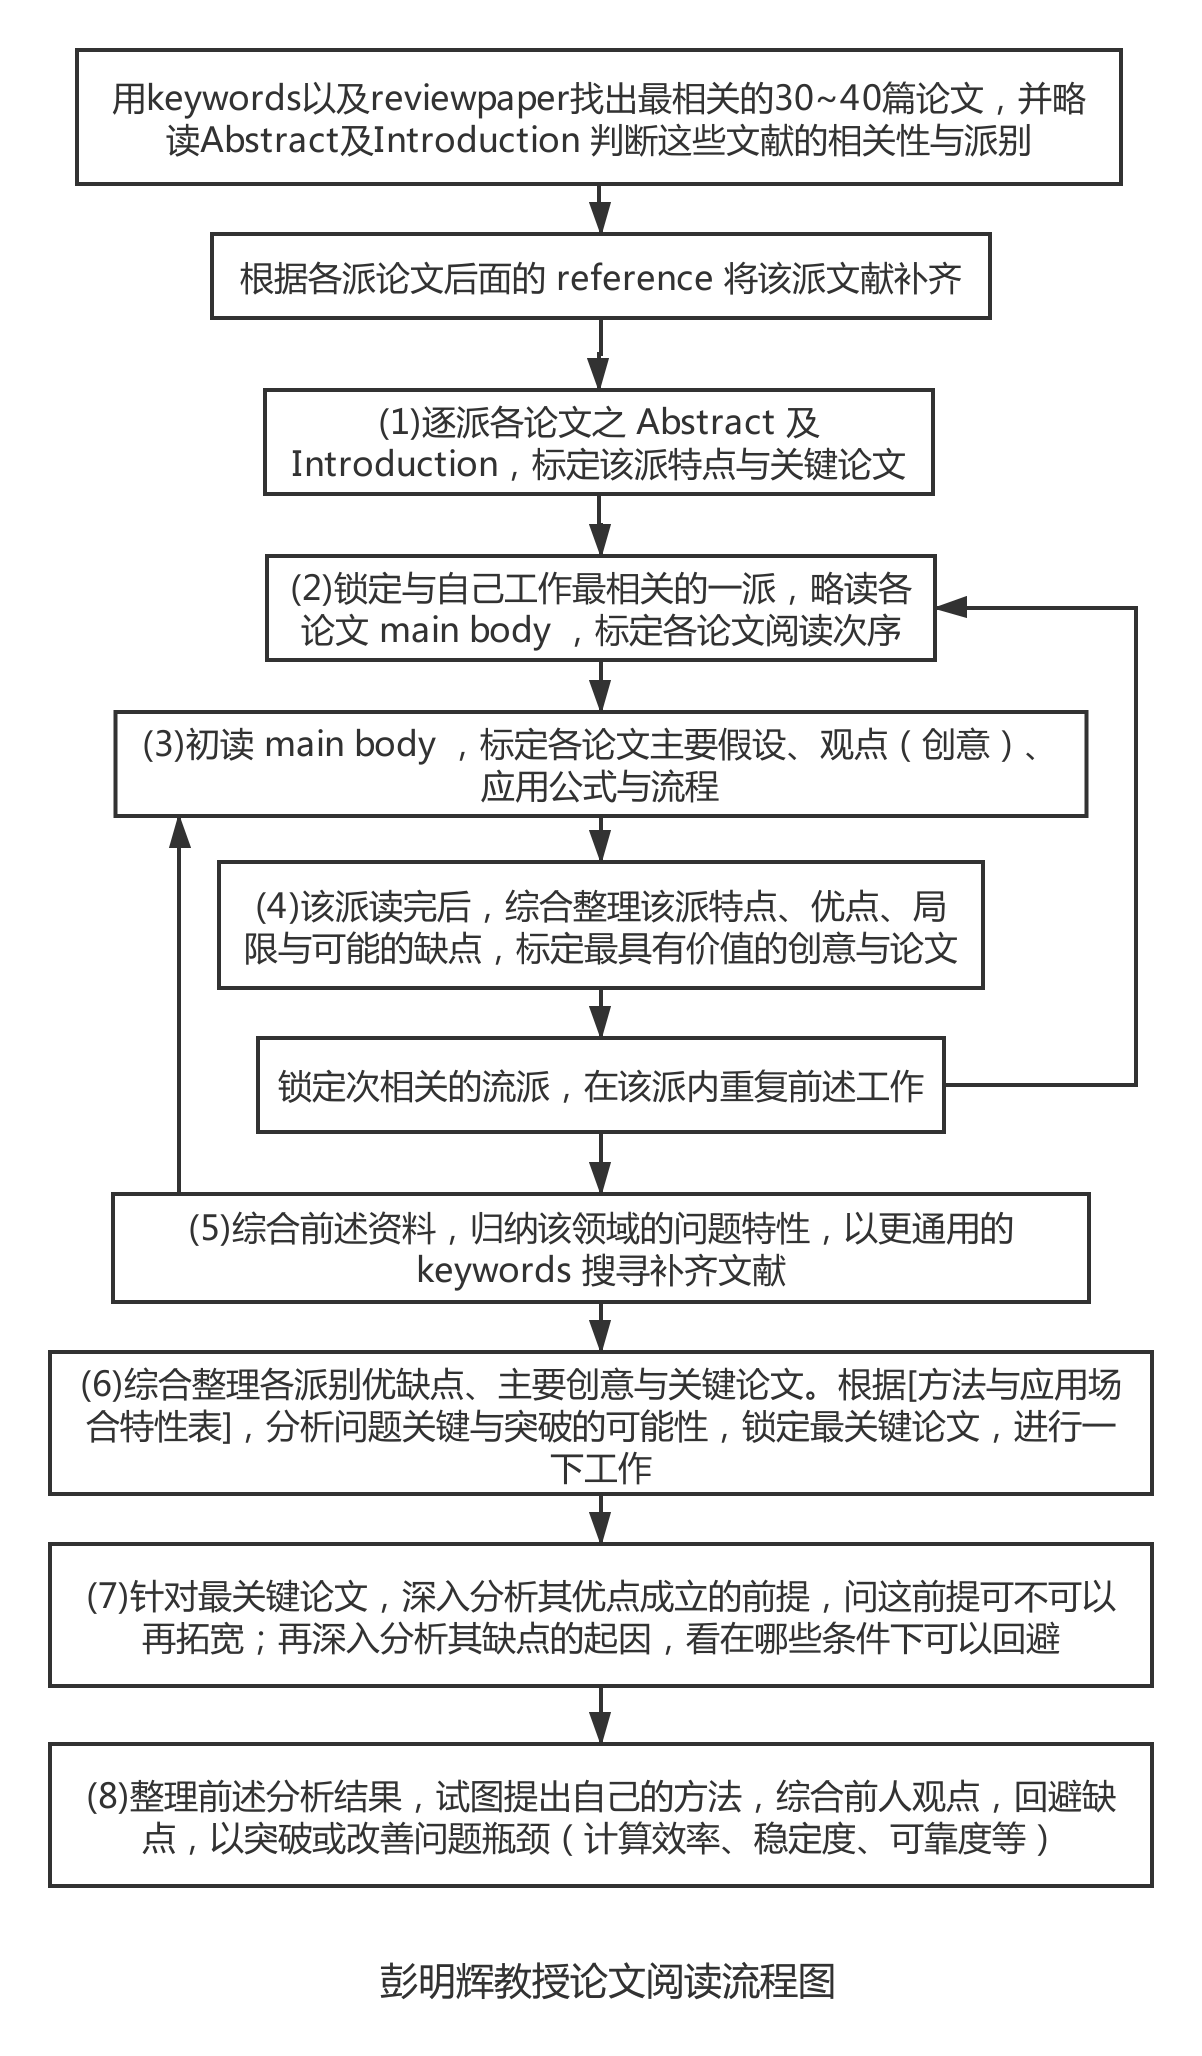 用keywords以及reviewpaper找出最相关的30~40篇论文，并略
读Abstract及Introduction 判断这些文献的相关性与派别
根据各派论文后面的 reference 将该派文献补齐
(1)逐派各论文之 Abstract 及
Introduction，标定该派特点与关键论文
(2)锁定与自己工作最相关的一派，略读各
论文 main body ，标定各论文阅读次序
(3)初读 main body ，标定各论文主要假设、观点（创意）、
应用公式与流程
(4)该派读完后，综合整理该派特点、优点、局
限与可能的缺点，标定最具有价值的创意与论文
锁定次相关的流派，在该派内重复前述工作
(5)综合前述资料，归纳该领域的问题特性，以更通用的
keywords 搜寻补齐文献
(6)综合整理各派别优缺点、主要创意与关键论文。根据[方法与应用场
合特性表]，分析问题关键与突破的可能性，锁定最关键论文，进行一
下工作
(7)针对最关键论文，深入分析其优点成立的前提，问这前提可不可以
再拓宽；再深入分析其缺点的起因，看在哪些条件下可以回避
(8)整理前述分析结果，试图提出自己的方法，综合前人观点，回避缺
点，以突破或改善问题瓶颈（计算效率、稳定度、可靠度等）
彭明辉教授论文阅读流程图